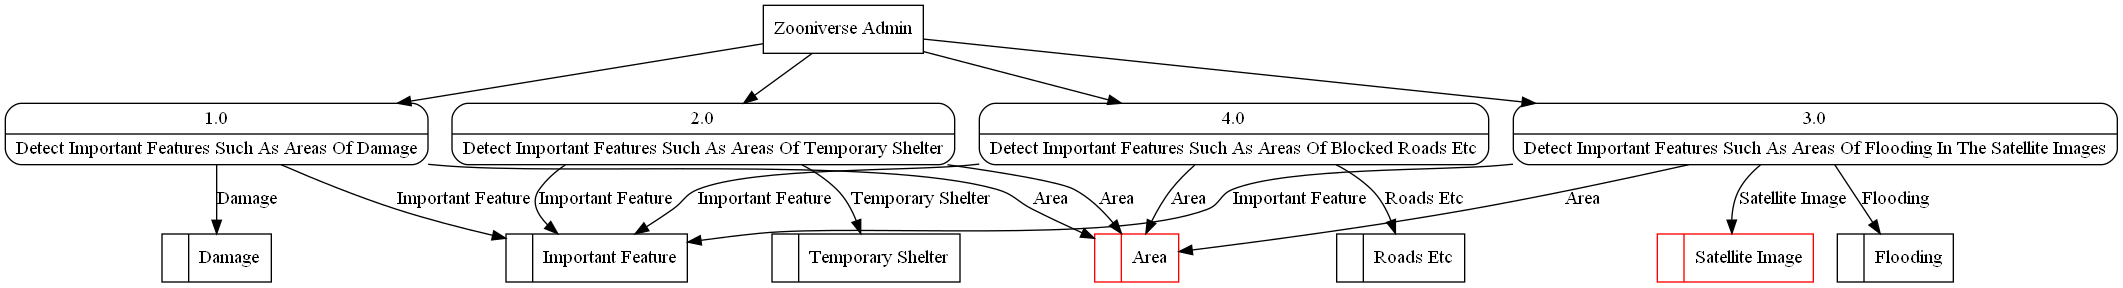 Zooniverse Admin
1.0
2.0
4.0
3.0
Detect Important Features Such As Areas Of Damage
Detect Important Features Such As Areas Of Temporary Shelter
Detect Important Features Such As Areas Of Blocked Roads Etc
Detect Important Features Such As Areas Of Flooding In The Satellite Images
Damage
Important Feature
Important Feature
Important Feature
Temporary Shelter
Area
Area
Area
Important Feature
Roads Etc
Area
Satellite Image
Flooding
Damage
Important Feature
Temporary Shelter
Area
Roads Etc
Satellite Image
Flooding